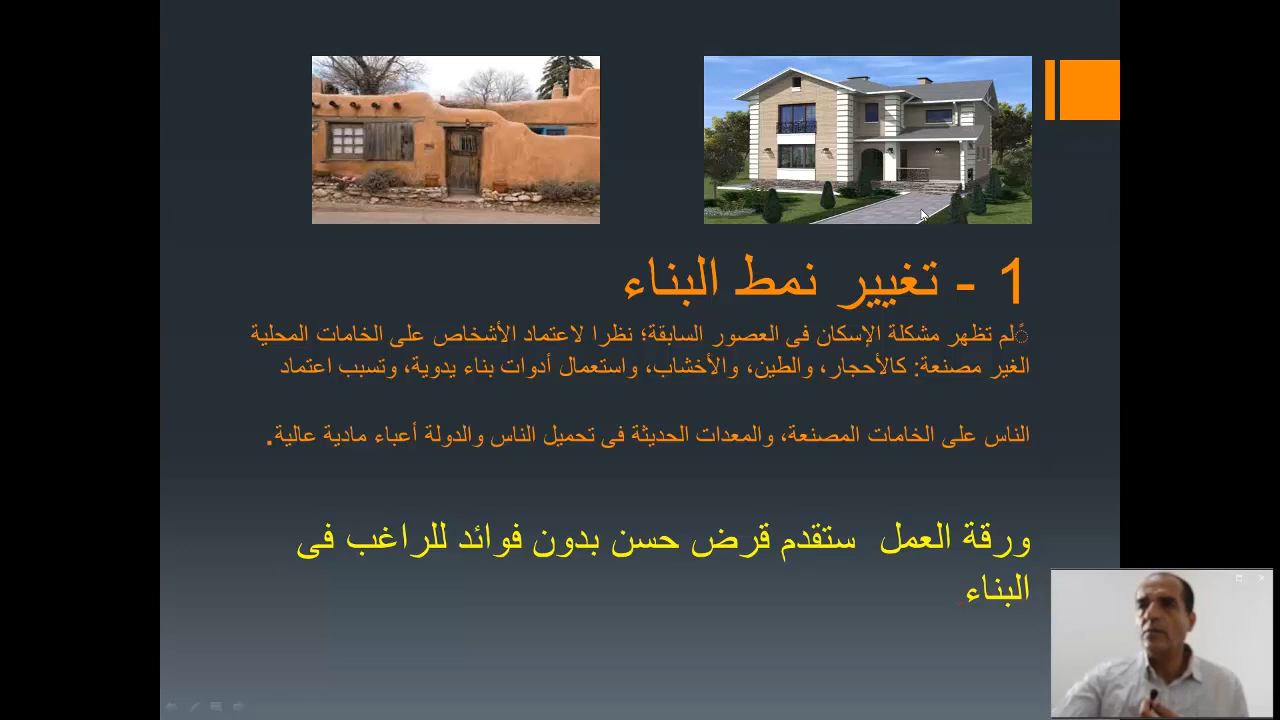 1 - تغيير نمط البناء
ًلم تظهر مشكلة الإسكان فى العصور السابقة؛ نظرا لاعتماد الأشخاص على الخامات المحلية
الغير مصنعة: كالأحجار، والطين، والأخشاب، واستعمال أدوات بناء يدوية، وتسبب اعتماد
الناس على الخامات المصنعة، والمعدات الحديثة فى تحميل الناس والدولة أعباء مادية عالية.
ورقة العمل ستقدم قرض حسن بدون فوائد للراغب فى
البناء.